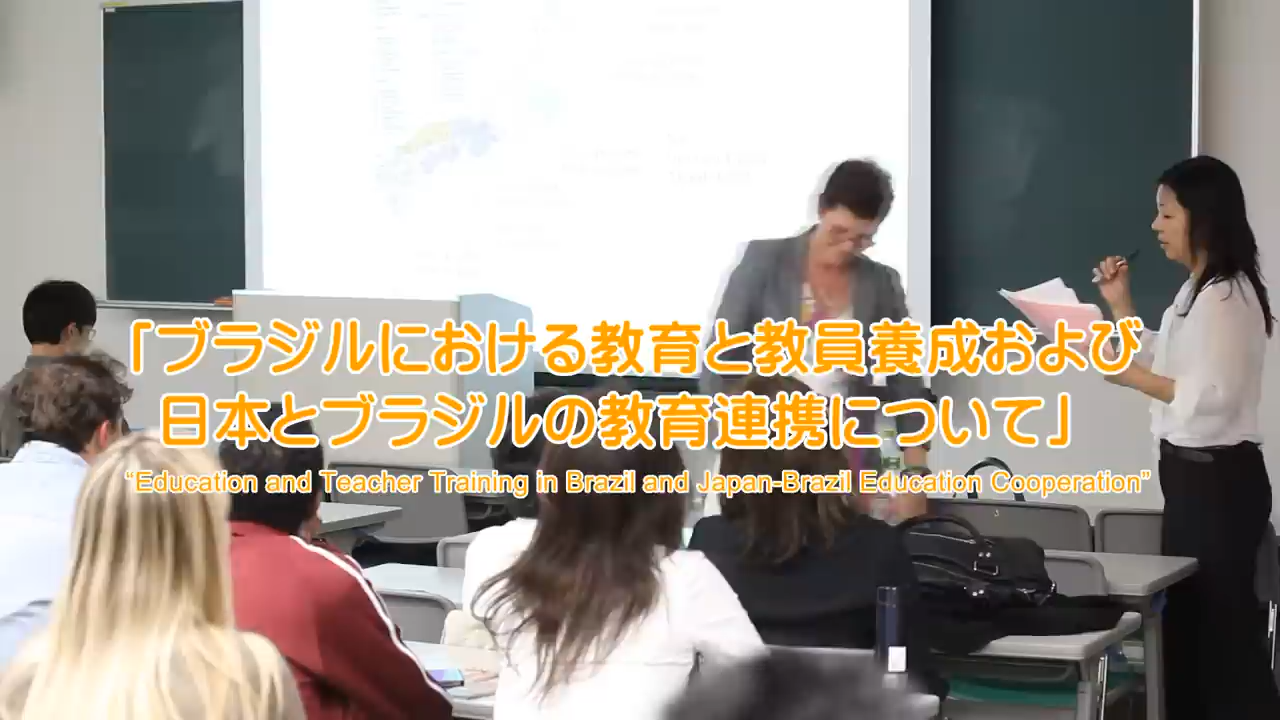 「ブラジルにおける教育と教員養成および
日本とブラジルの教育連携について」
“Education and Teacher Training in Brazil and Japan-Brazil Education Cooperation”